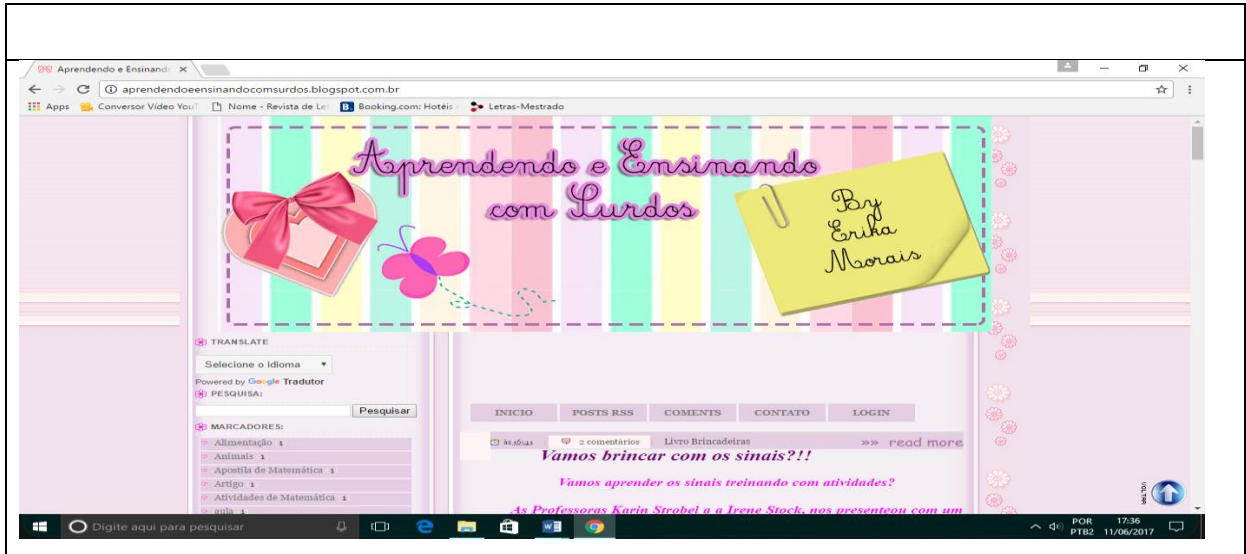 Aprendendo e Ensinand
aprendendoeensinandocomsurdos.blogspot.com.br
Apps
Conversor Vídeo You
Nome - Revista de Le
Booking.com: Hotéis
Letras-Mestrado
Aprendendo e Ensinando
com Surdos
By
Erika
Morais
TRANSLATE
Selecione o idioma
Powered by Google Tradutor
PESQUISA:
Pesquisar
INICIO POSTS RSS COMENTS CONTATO LOGIN
MARCADORES:
Alimentação 1
Animais 1
Apostila de Matemática 1
Artigo 1
Atividades de Matemática 1
aula 1
2 comentários Livro Brincadeiras »» read more
Vamos brincar com os sinais?!!
Vamos aprender os sinais treinando com atividades?
As Professoras Karin Strobel a a Irene Stock, nos presenteou com um
VOLTAR
Digite aqui para pesquisar
POR
PTB2
17:36
11/06/2017